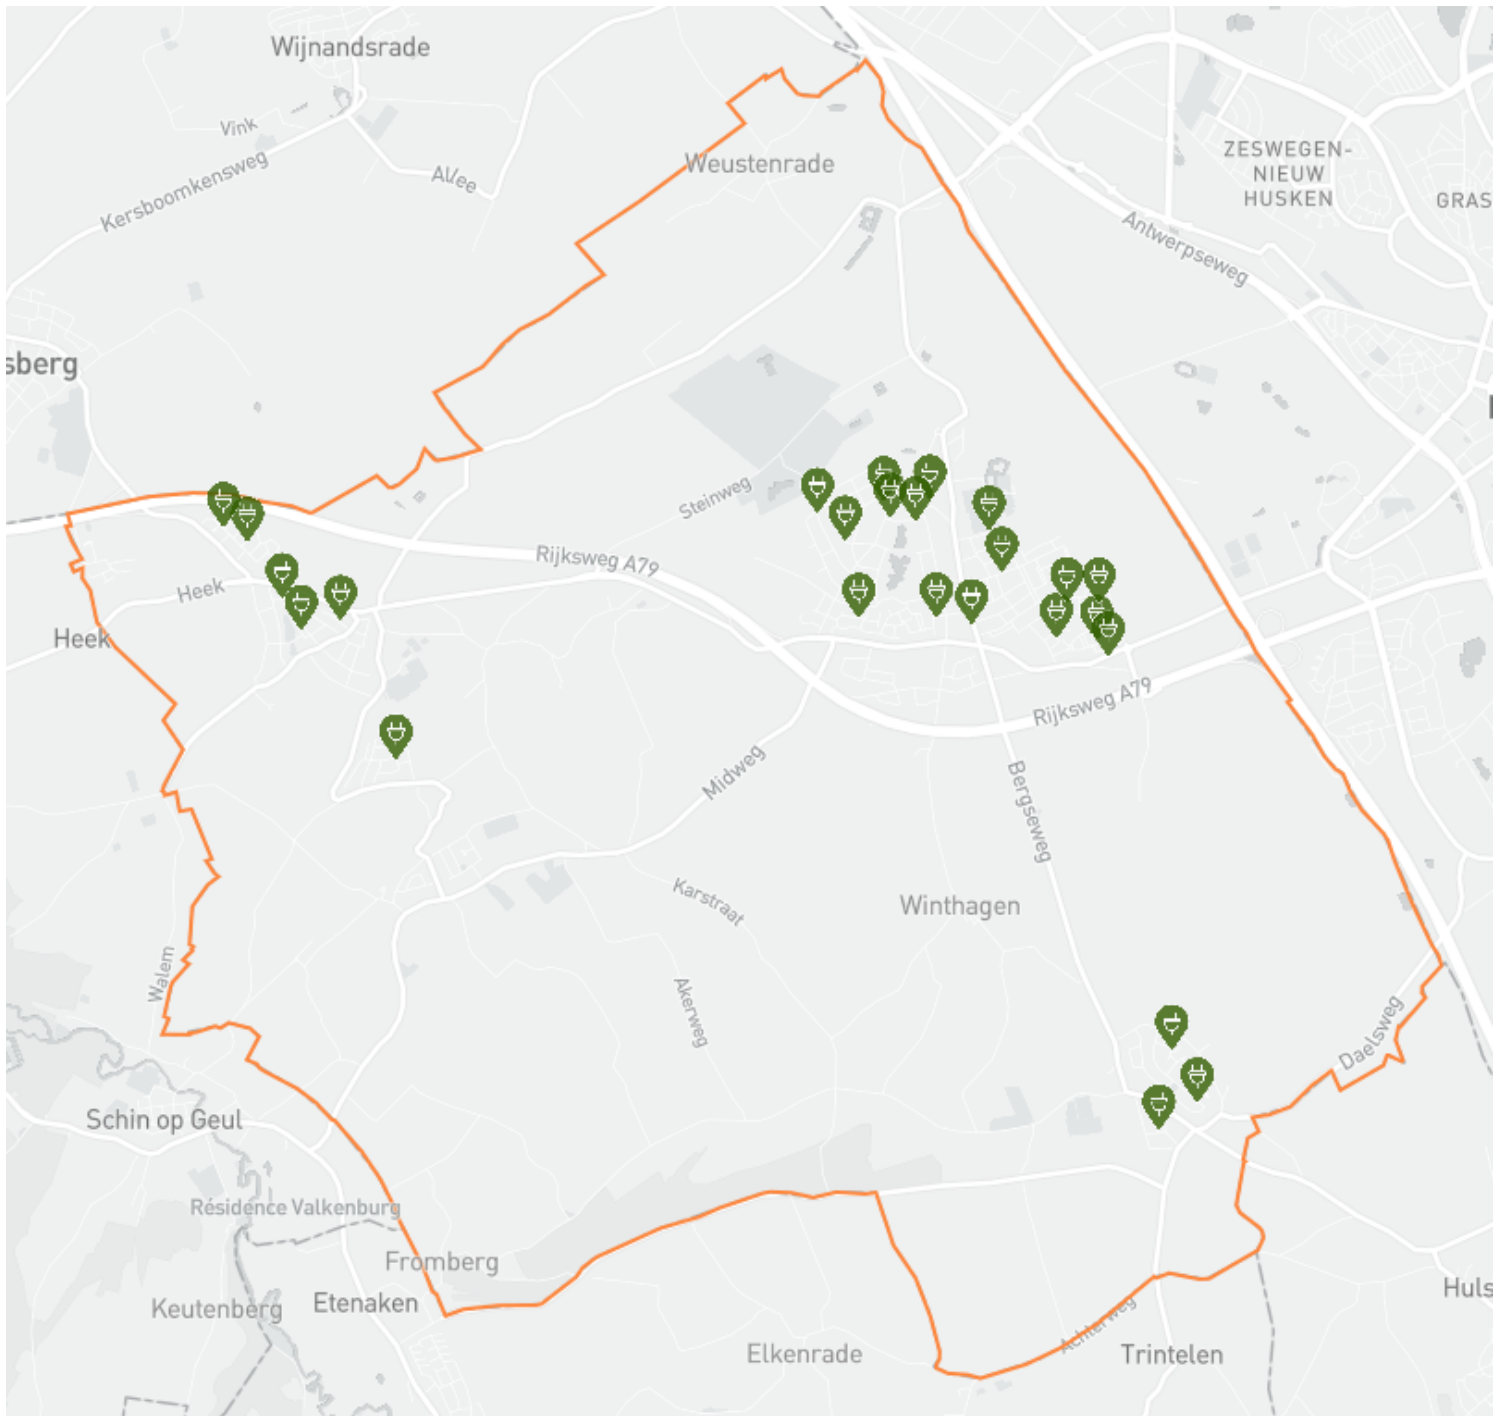 Wijnandsrade
Vink
Kersboomkensweg
Allee
Weustenrade
ZESWEGEN-
NIEUW
HUSKEN
GRAS
Antwerpseweg
sberg
Steinweg
Rijksweg A79
Heek
Heek
Rijksweg A79
Midweg
Bergseweg
Karstraat
Winthagen
Walem
Akerweg
Daelsweg
Schin op Geul
Résidence Valkenburg
Fromberg
Etenaken
Keutenberg
Huls
Achterweg
Elkenrade
Trintelen